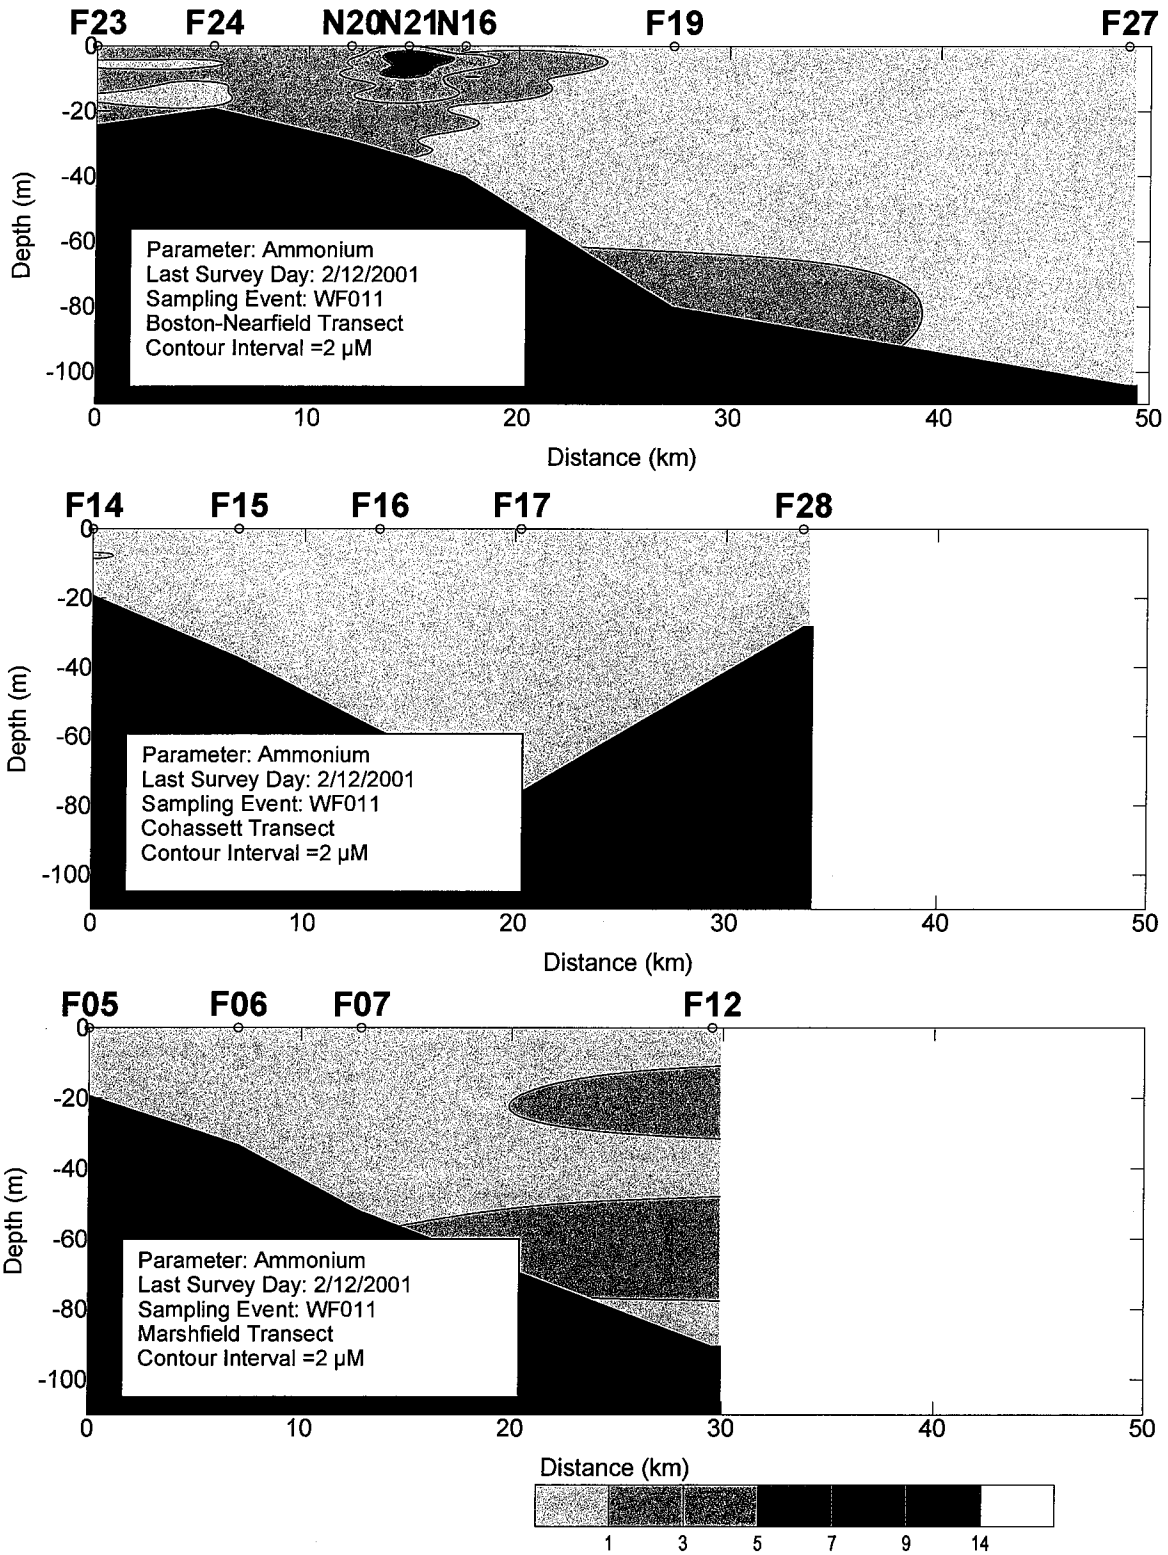 F23 F24 N20 N21 N16 F19 F27
0
-20
-40
-60
-80
-100
Depth (m)
Parameter: Ammonium
Last Survey Day: 2/12/2001
Sampling Event: WF011
Boston-Nearfield Transect
Contour Interval =2 µM
0 10 20 30 40 50
Distance (km)
F14 F15 F16 F17 F28
0
-20
-40
-60
-80
-100
Depth (m)
Parameter: Ammonium
Last Survey Day: 2/12/2001
Sampling Event: WF011
Cohassett Transect
Contour Interval =2 µM
0 10 20 30 40 50
Distance (km)
F05 F06 F07 F12
0
-20
-40
-60
-80
-100
Depth (m)
Parameter: Ammonium
Last Survey Day: 2/12/2001
Sampling Event: WF011
Marshfield Transect
Contour Interval =2 µM
0 10 20 30 40 50
Distance (km)
1 3 5 7 9 14